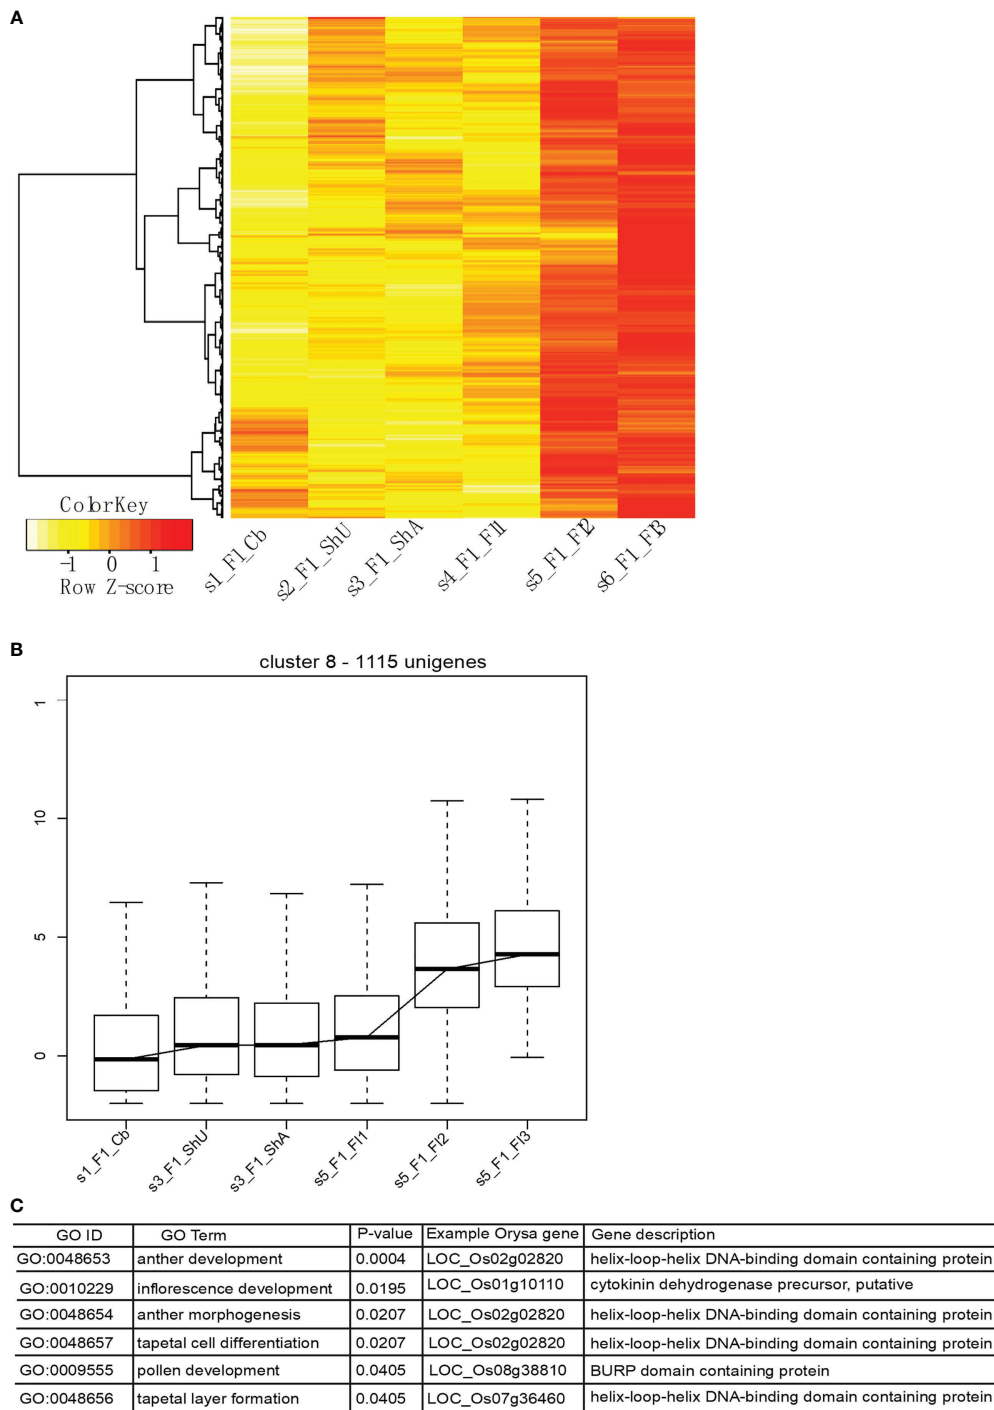 A
ColorKey
-1 0 1
Row Z-score
s1_F1_Cb
s2_F1_ShU
s3_F1_ShA
s4_F1_Fl1
s5_F1_Fl2
s6_F1_Fl3
B
cluster 8 - 1115 unigenes
1
10
5
0
s1_F1_Cb
s3_F1_ShU
s3_F1_ShA
s5_F1_Fl1
s5_F1_Fl2
s5_F1_Fl3
C
GO ID GO Term P-value Example Orysa gene Gene description
GO:0048653 anther development 0.0004 LOC_Os02g02820 helix-loop-helix DNA-binding domain containing protein
GO:0010229 inflorescence development 0.0195 LOC_Os01g10110 cytokinin dehydrogenase precursor, putative
GO:0048654 anther morphogenesis 0.0207 LOC_Os02g02820 helix-loop-helix DNA-binding domain containing protein
GO:0048657 tapetal cell differentiation 0.0207 LOC_Os02g02820 helix-loop-helix DNA-binding domain containing protein
GO:0009555 pollen development 0.0405 LOC_Os08g38810 BURP domain containing protein
GO:0048656 tapetal layer formation 0.0405 LOC_Os07g36460 helix-loop-helix DNA-binding domain containing protein